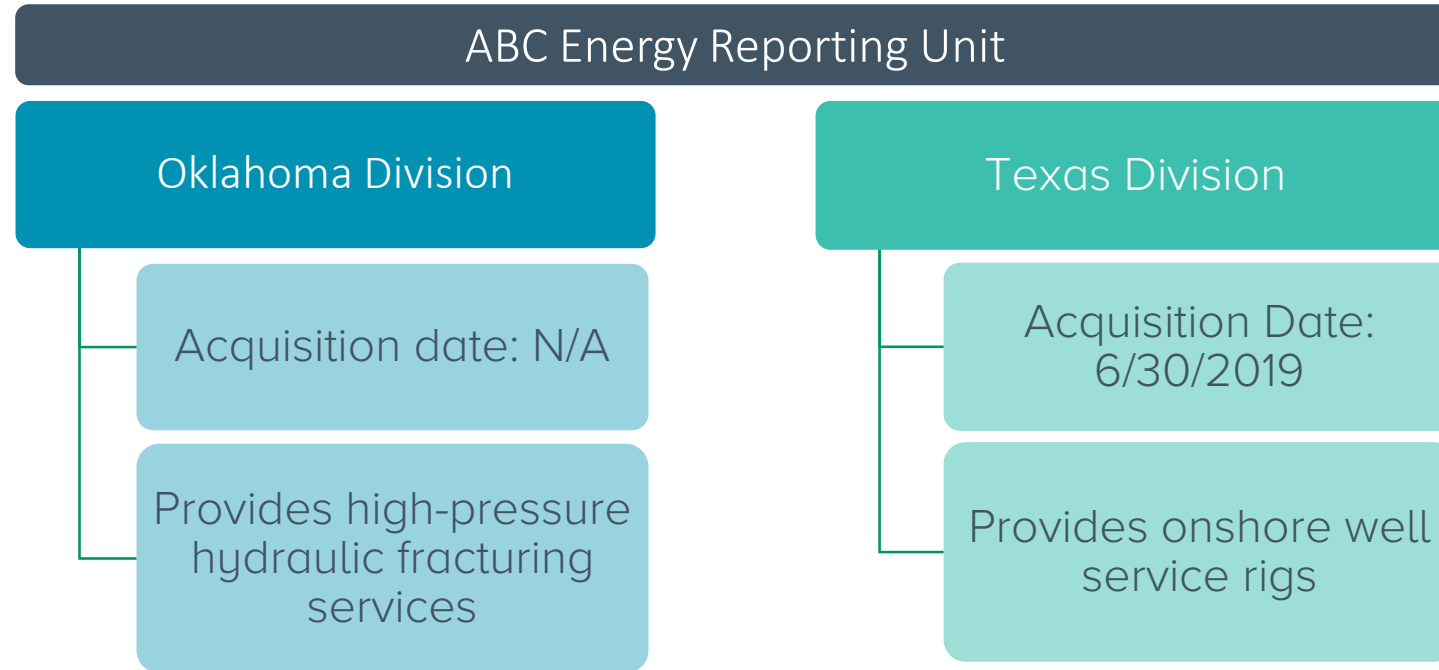 ABC Energy Reporting Unit
Oklahoma Division
Acquisition date: N/A
Provides high-pressure
hydraulic fracturing
services
Texas Division
Acquisition Date:
6/30/2019
Provides onshore well
service rigs